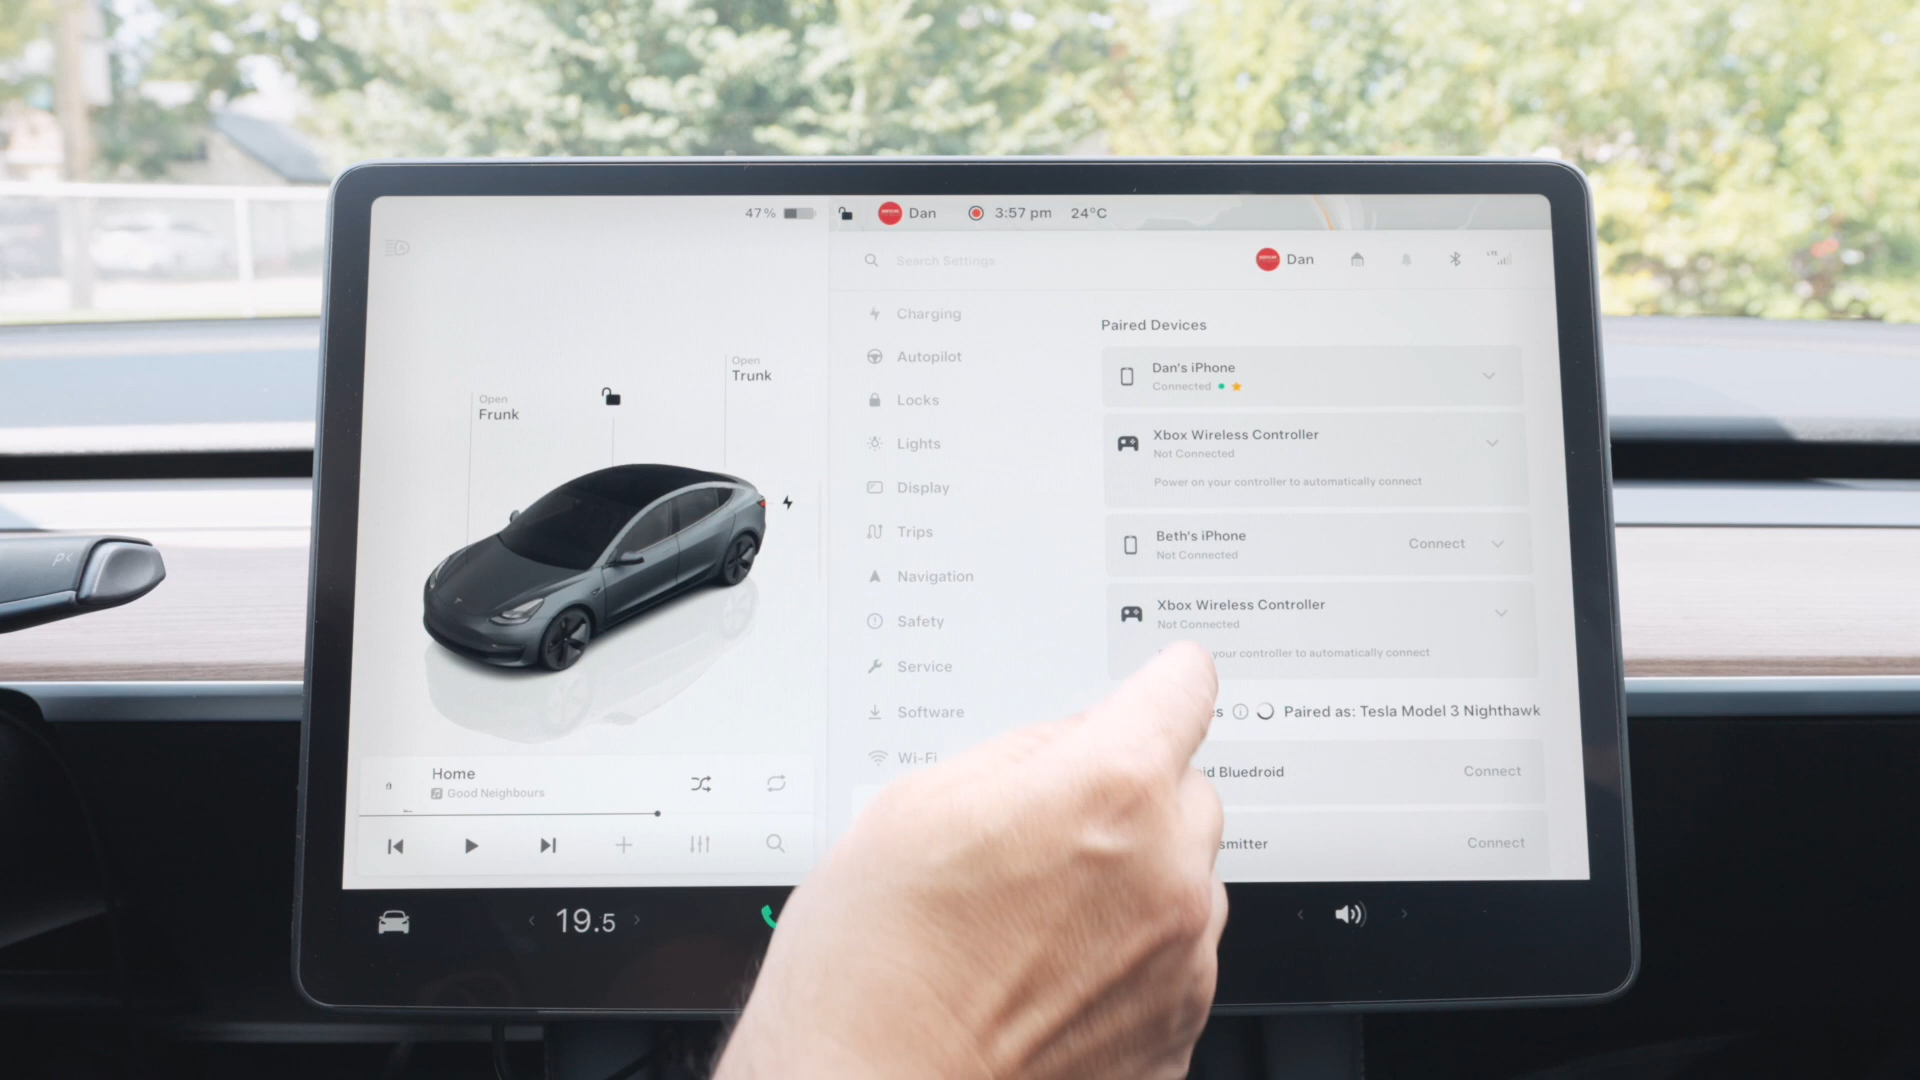 47%
Dan
3:57 pm
24°C
Search Settings
Dan
LTE
Open
Trunk
Open
Frunk
Charging
Autopilot
Locks
Lights
Display
Trips
Navigation
Safety
Service
Software
Wi-Fi
Paired Devices
Dan's iPhone
Connected
Xbox Wireless Controller
Not Connected
Power on your controller to automatically connect
Beth's iPhone
Not Connected
Connect
Xbox Wireless Controller
Not Connected
your controller to automatically connect
Paired as: Tesla Model 3 Nighthawk
Bluedroid
Connect
Connect
Home
Good Neighbours
19.5
P